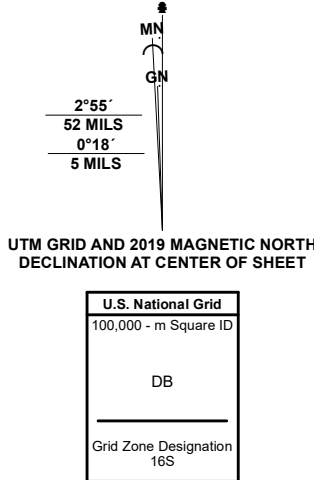 MN
GN
2°55´
52 MILS
0°18´
5 MILS
UTM GRID AND 2019 MAGNETIC NORTH
DECLINATION AT CENTER OF SHEET
U.S. National Grid
100,000 - m Square ID
DB
Grid Zone Designation
16S